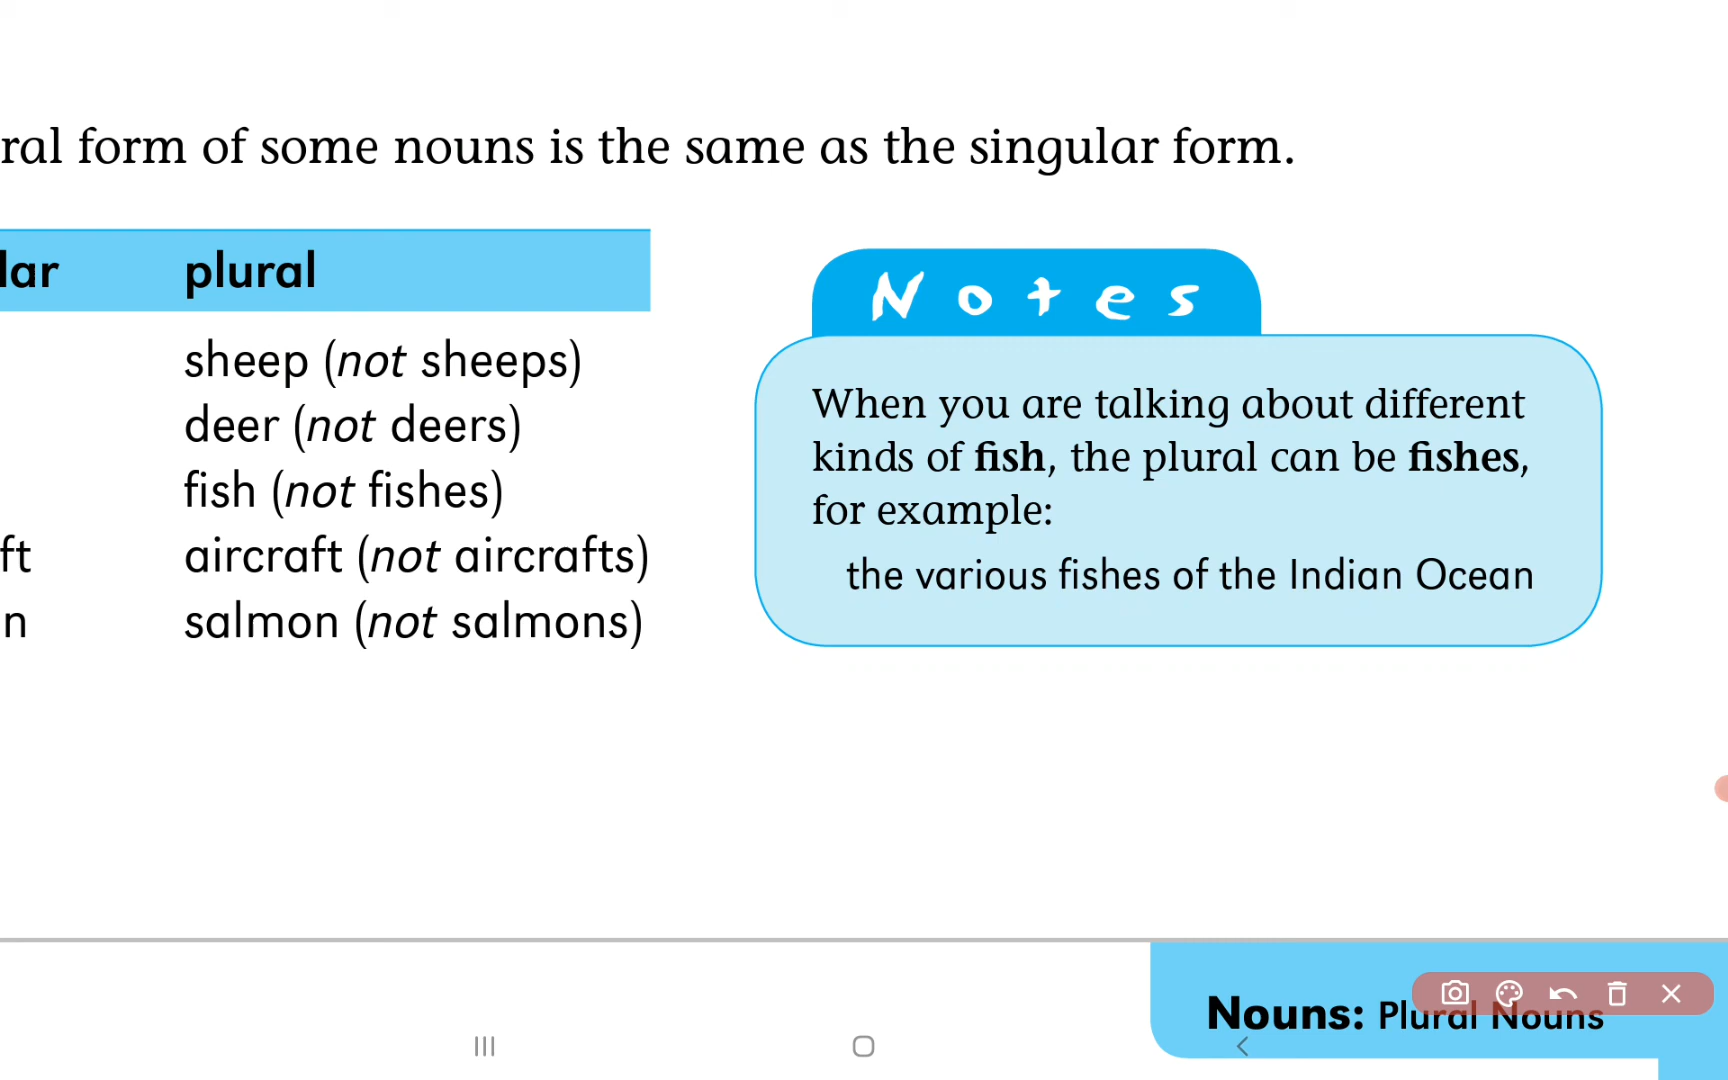 ral form of some nouns is the same as the singular form.
lar plural
sheep (not sheeps)
deer (not deers)
fish (not fishes)
ft aircraft (not aircrafts)
n salmon (not salmons)
Notes
When you are talking about different
kinds of fish, the plural can be fishes,
for example:
the various fishes of the Indian Ocean
Nouns: Plural Nouns